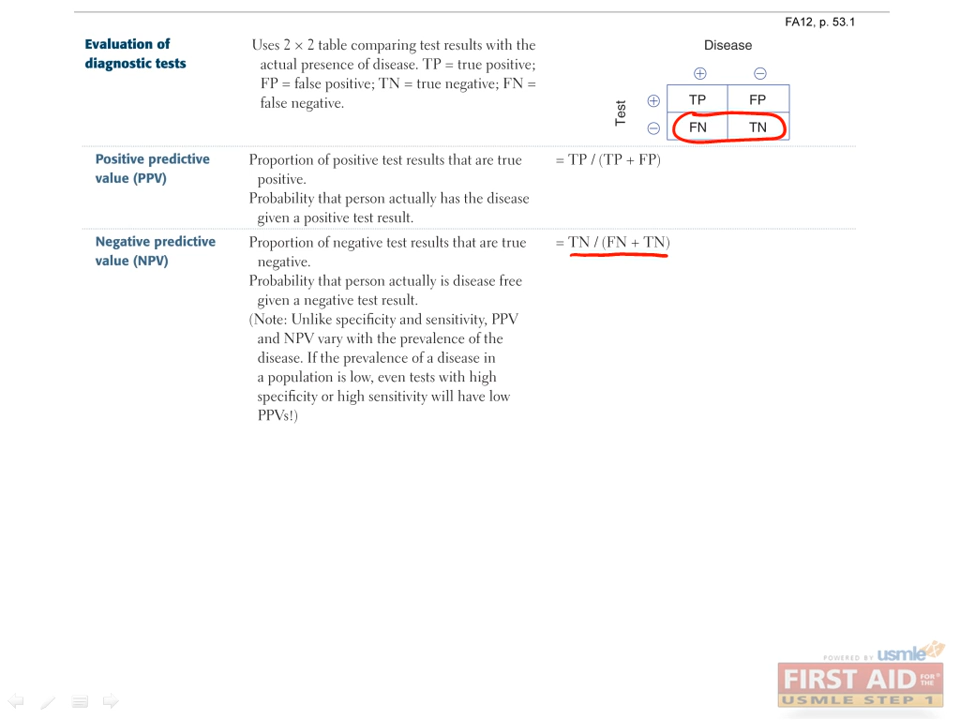 FA12, p. 53.1
Evaluation of
diagnostic tests
Uses 2 × 2 table comparing test results with the
actual presence of disease. TP = true positive;
FP = false positive; TN = true negative; FN =
false negative.
Disease
⊕ ⊖
Test
⊕ TP FP
⊖ FN TN
Positive predictive
value (PPV)
Proportion of positive test results that are true
positive.
Probability that person actually has the disease
given a positive test result.
= TP / (TP + FP)
Negative predictive
value (NPV)
Proportion of negative test results that are true
negative.
Probability that person actually is disease free
given a negative test result.
(Note: Unlike specificity and sensitivity, PPV
and NPV vary with the prevalence of the
disease. If the prevalence of a disease in
a population is low, even tests with high
specificity or high sensitivity will have low
PPVs!)
= TN / (FN + TN)
POWERED BY usmle
FIRST AID FOR THE®
USMLE STEP 1